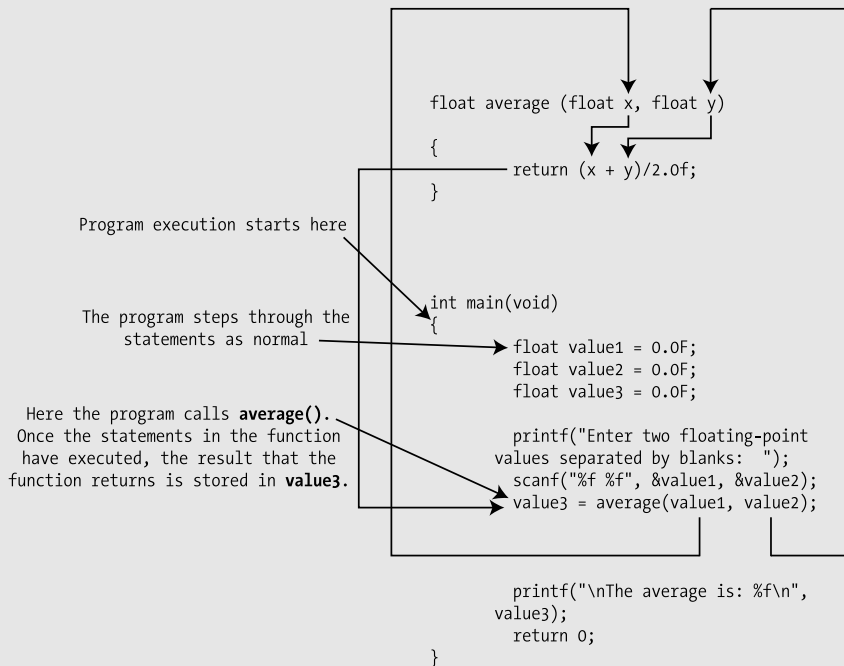 float average (float x, float y)
{
return (x + y)/2.0f;
}
Program execution starts here
int main(void)
{
The program steps through the
statements as normal
float value1 = 0.0F;
float value2 = 0.0F;
float value3 = 0.0F;
Here the program calls average().
Once the statements in the function
have executed, the result that the
function returns is stored in value3.
printf("Enter two floating-point
values separated by blanks:  ");
scanf("%f %f", &value1, &value2);
value3 = average(value1, value2);
printf("\nThe average is: %f\n",
value3);
return 0;
}